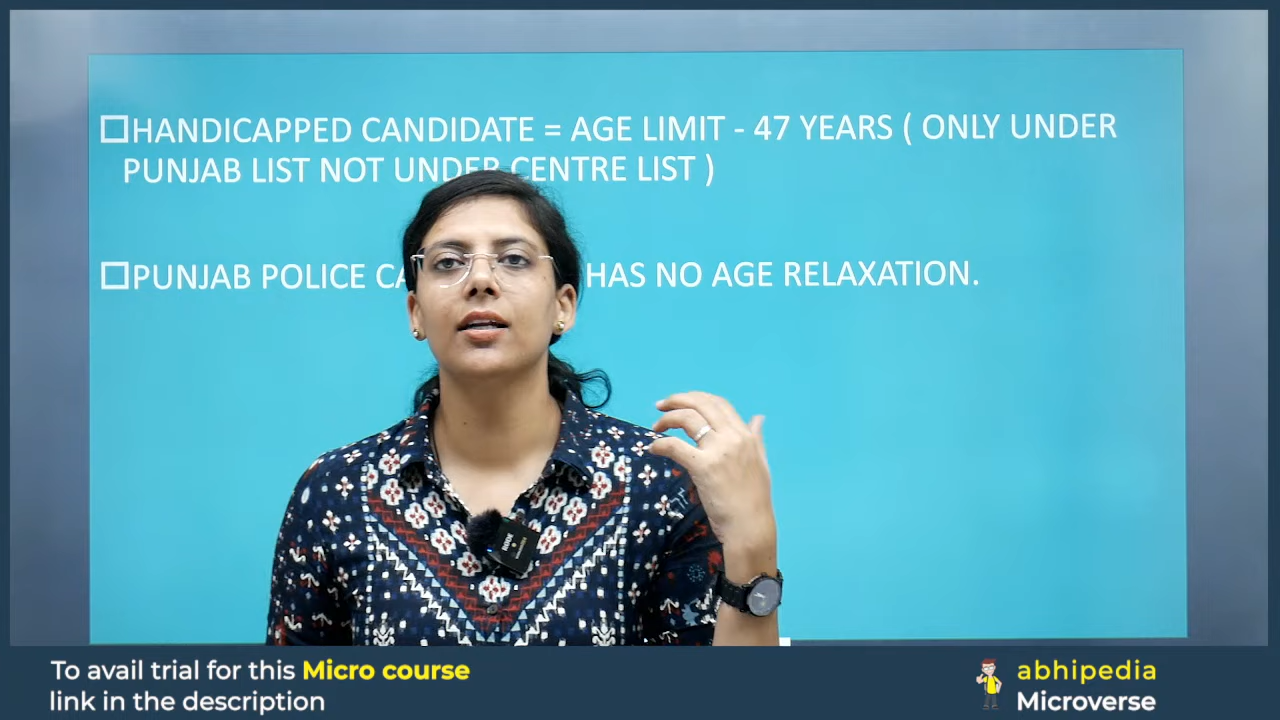 HANDICAPPED CANDIDATE = AGE LIMIT - 47 YEARS ( ONLY UNDER
PUNJAB LIST NOT UNDER CENTRE LIST )
PUNJAB POLICE HAS NO AGE RELAXATION.
To avail trial for this Micro course
link in the description
abhipedia
Microverse